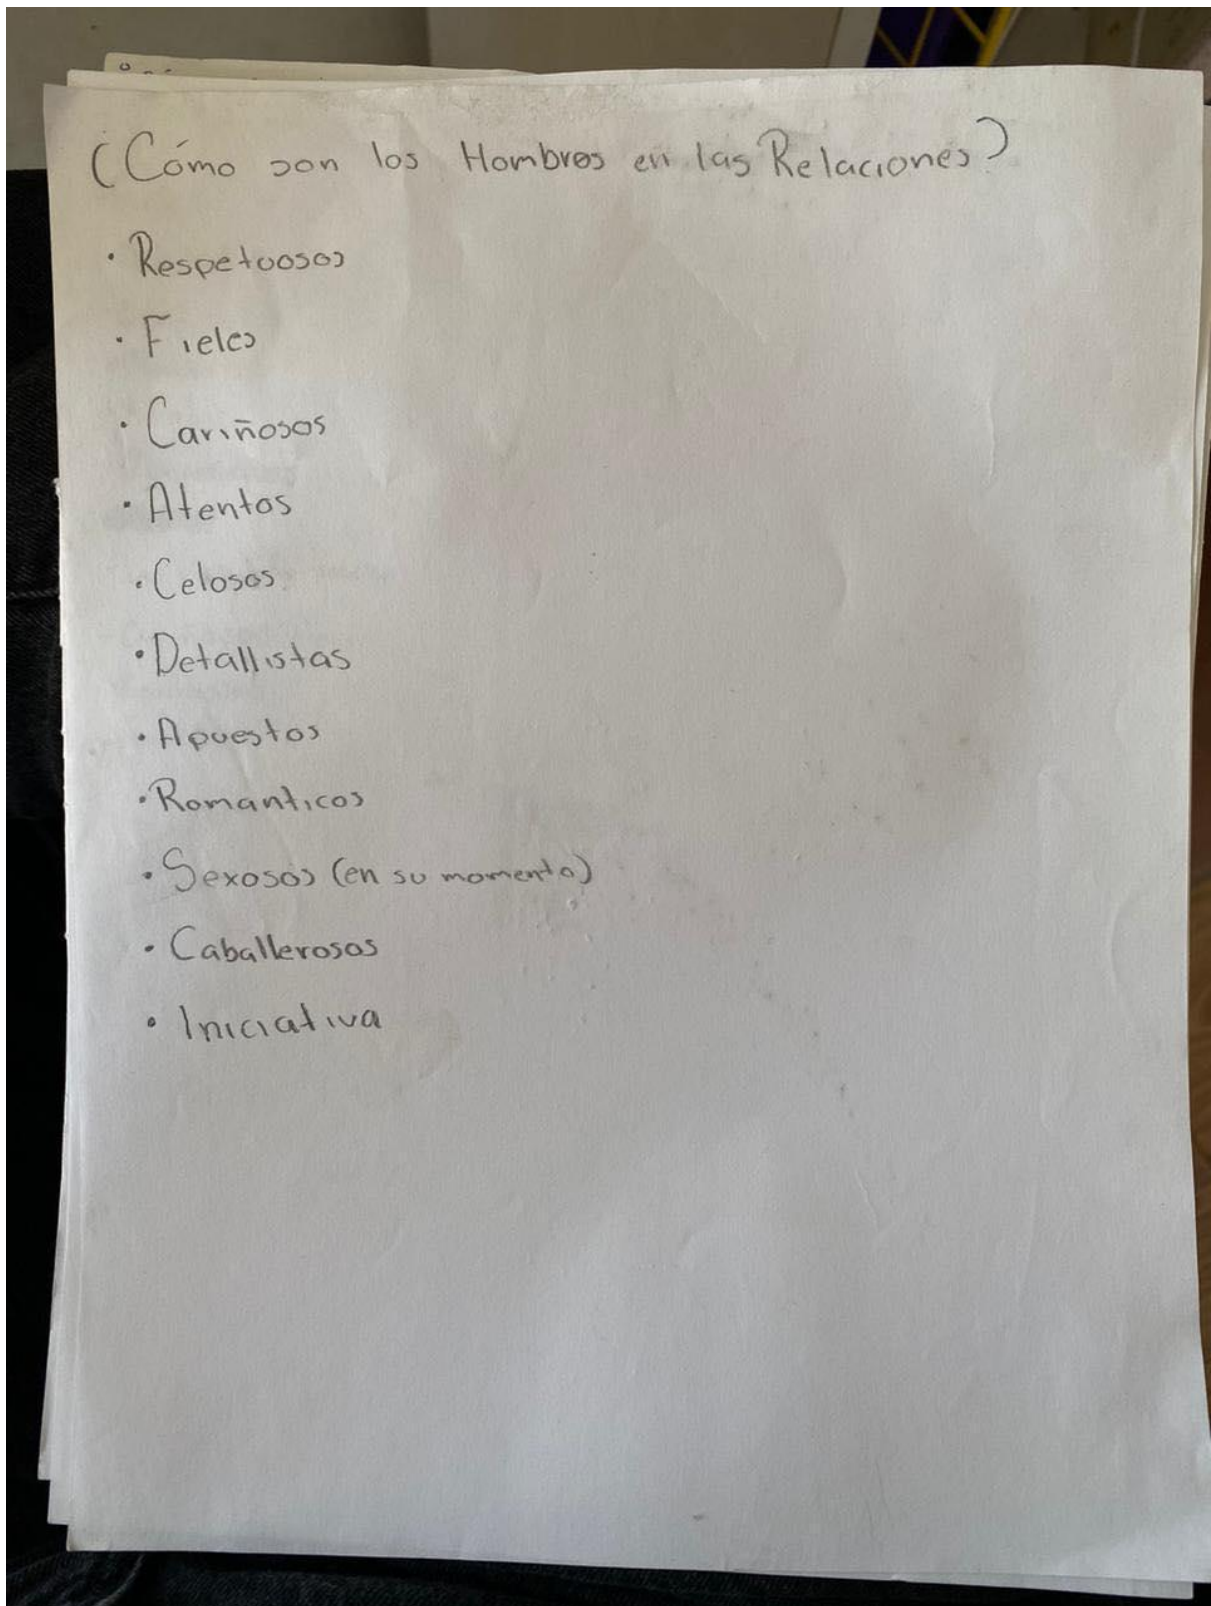 (Cómo son los Hombres en las Relaciones)
· Respetuosos
· Fieles
· Cariñosos
· Atentos
· Celosos
· Detallistas
· Apuestos
· Romanticos
· Sexosos (en su momento)
· Caballerosos
· Iniciativa